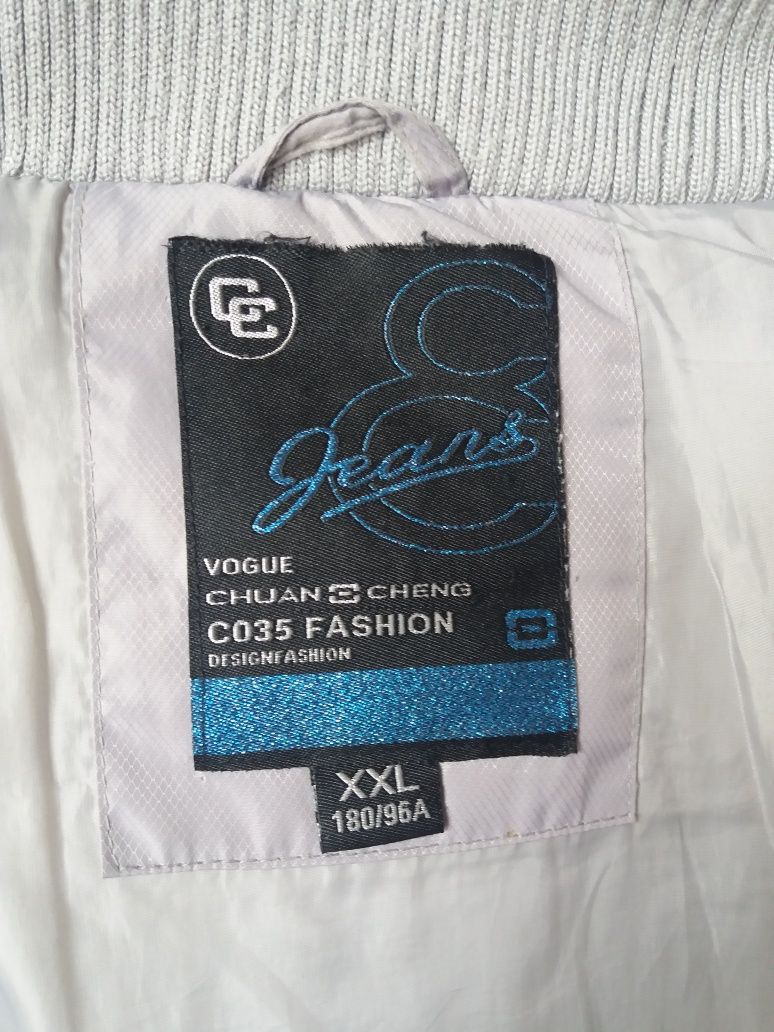 CC
Jeans
VOGUE
CHUAN CHENG
C035 FASHION
DESIGNFASHION
XXL
180/96A